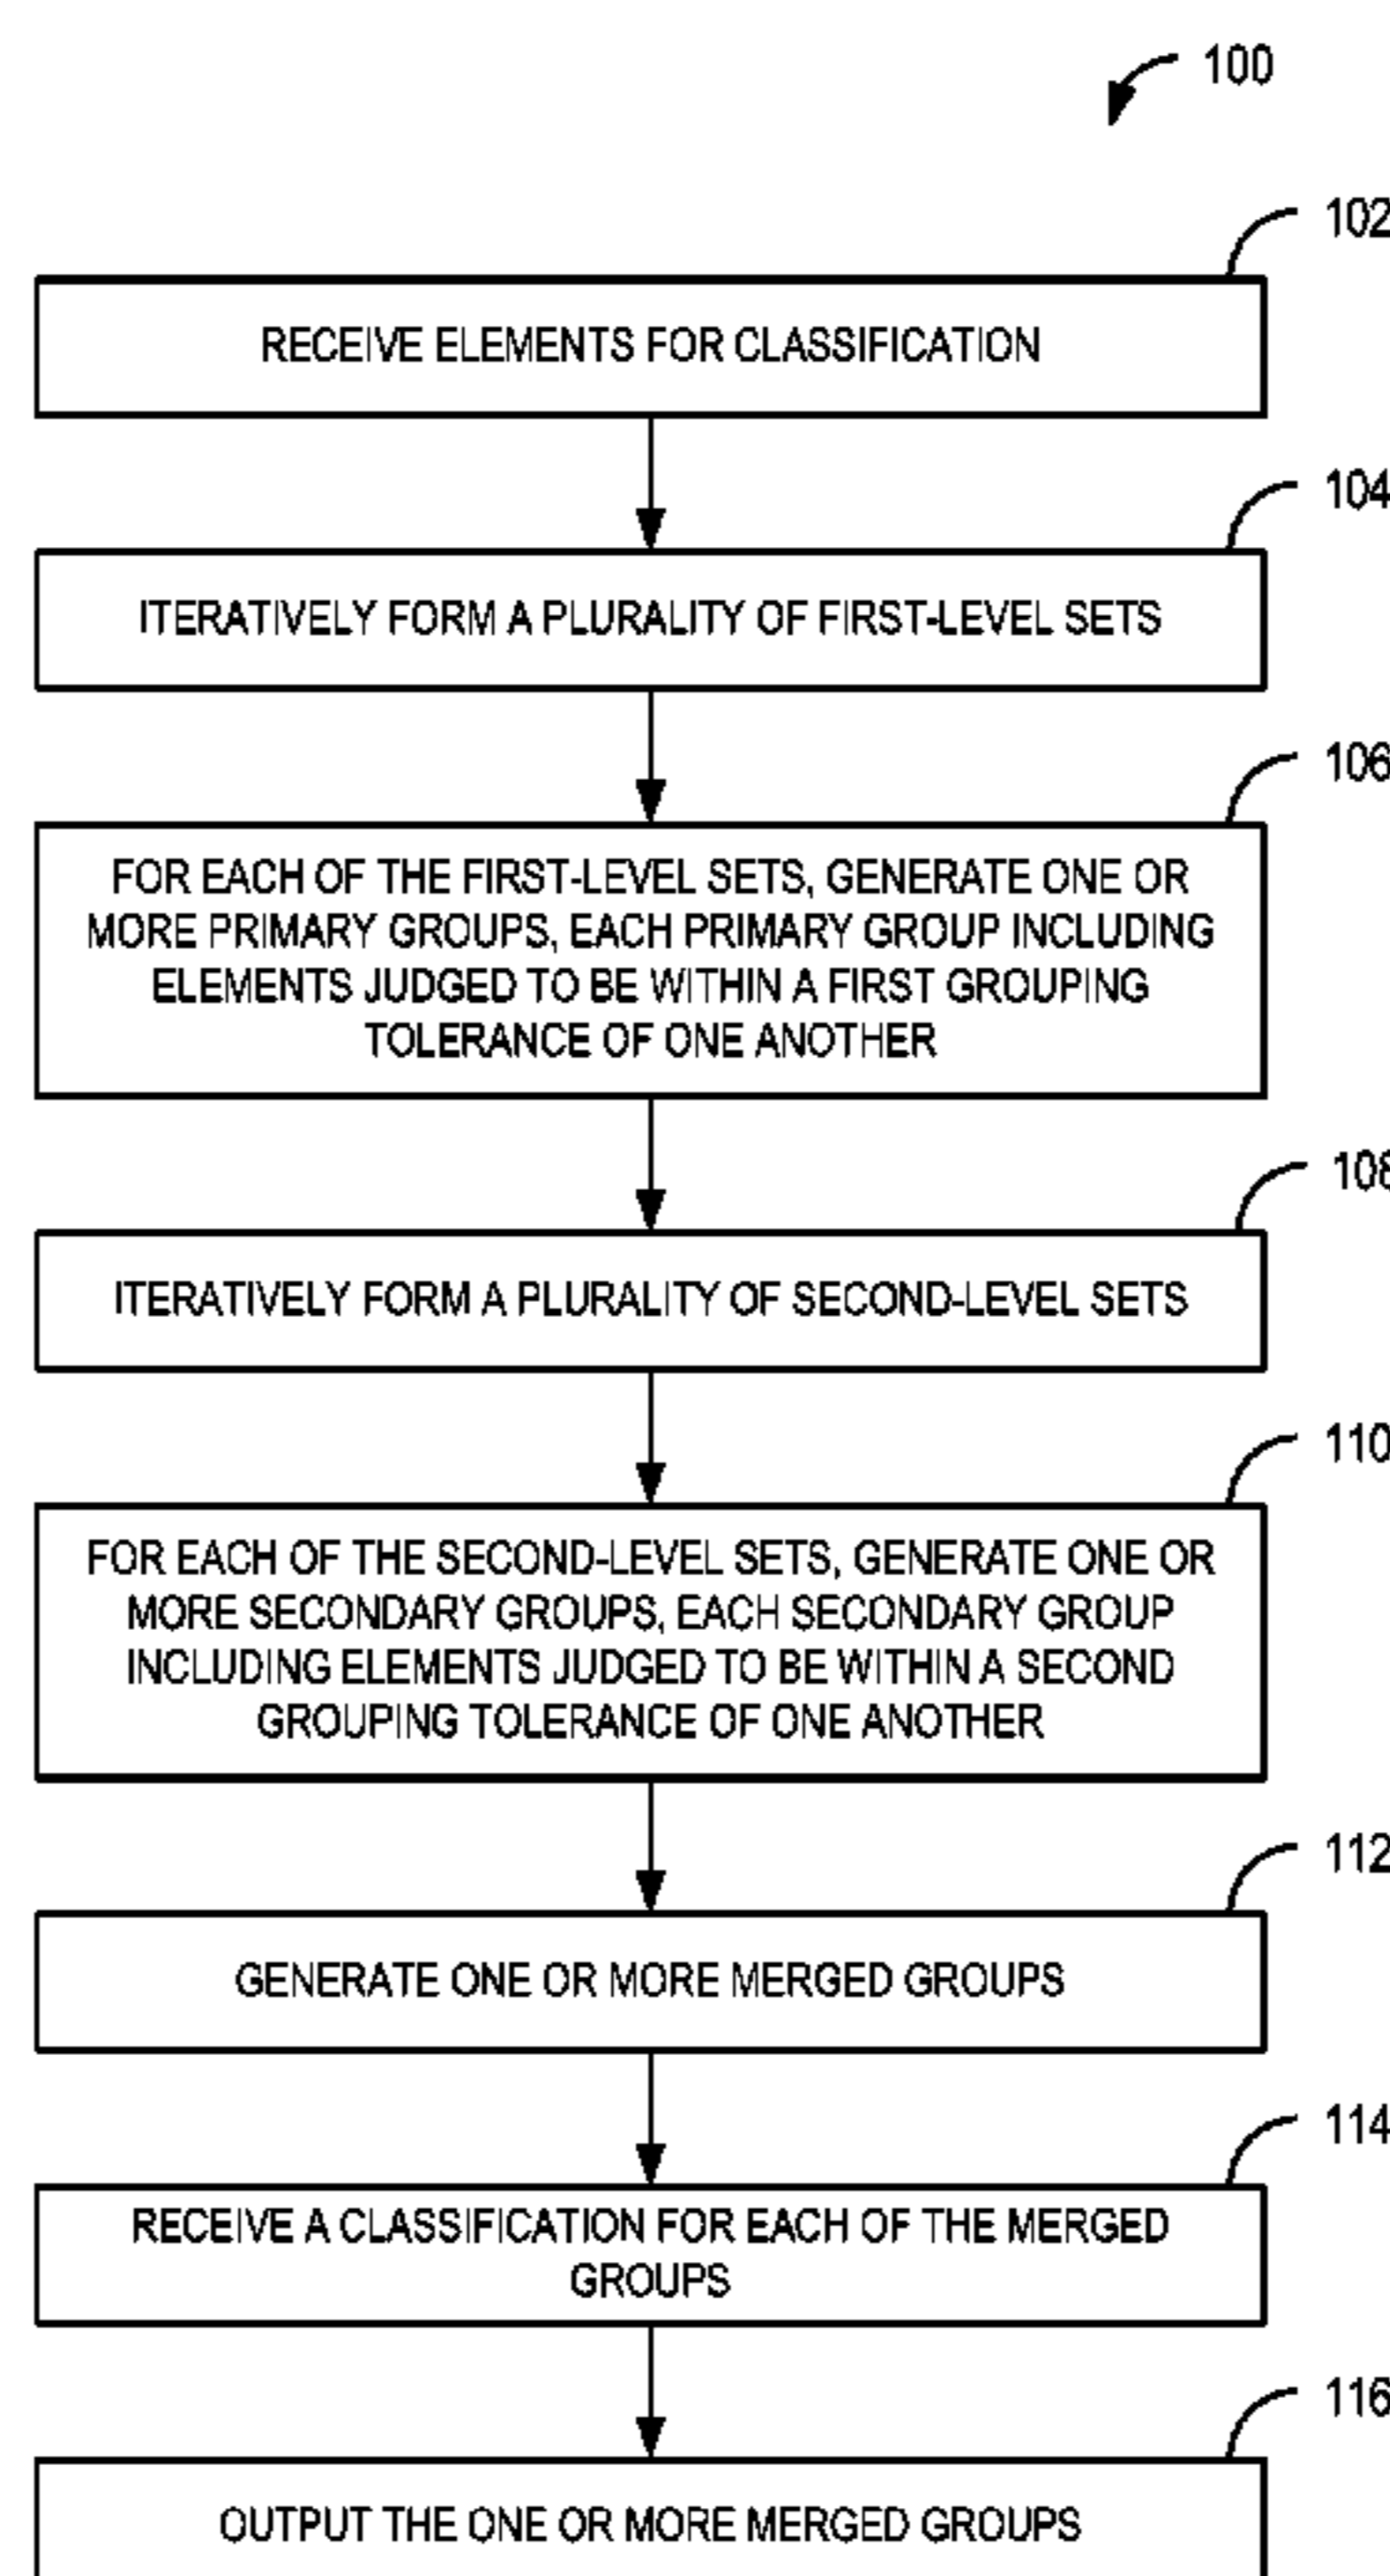 100
102
RECEIVE ELEMENTS FOR CLASSIFICATION
104
ITERATIVELY FORM A PLURALITY OF FIRST-LEVEL SETS
106
FOR EACH OF THE FIRST-LEVEL SETS, GENERATE ONE OR
MORE PRIMARY GROUPS, EACH PRIMARY GROUP INCLUDING
ELEMENTS JUDGED TO BE WITHIN A FIRST GROUPING
TOLERANCE OF ONE ANOTHER
108
ITERATIVELY FORM A PLURALITY OF SECOND-LEVEL SETS
110
FOR EACH OF THE SECOND-LEVEL SETS, GENERATE ONE OR
MORE SECONDARY GROUPS, EACH SECONDARY GROUP
INCLUDING ELEMENTS JUDGED TO BE WITHIN A SECOND
GROUPING TOLERANCE OF ONE ANOTHER
112
GENERATE ONE OR MORE MERGED GROUPS
114
RECEIVE A CLASSIFICATION FOR EACH OF THE MERGED
GROUPS
116
OUTPUT THE ONE OR MORE MERGED GROUPS